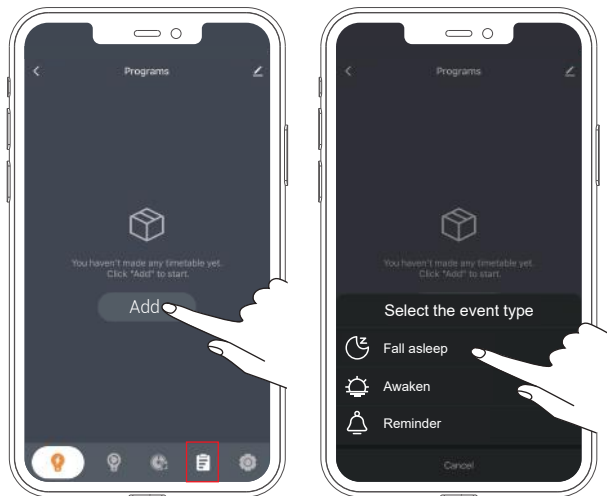 Programs
You haven't made any timetable yet.
Click "Add" to start.
Add
Programs
You haven't made any timetable yet.
Click "Add" to start.
Select the event type
Fall asleep
Awaken
Reminder
Cancel